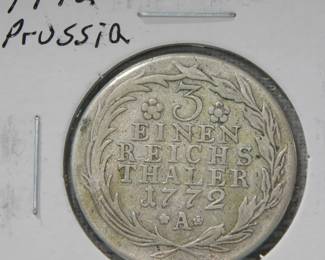 Prussia
3
EINEN
REICHS
THALER
1772
A